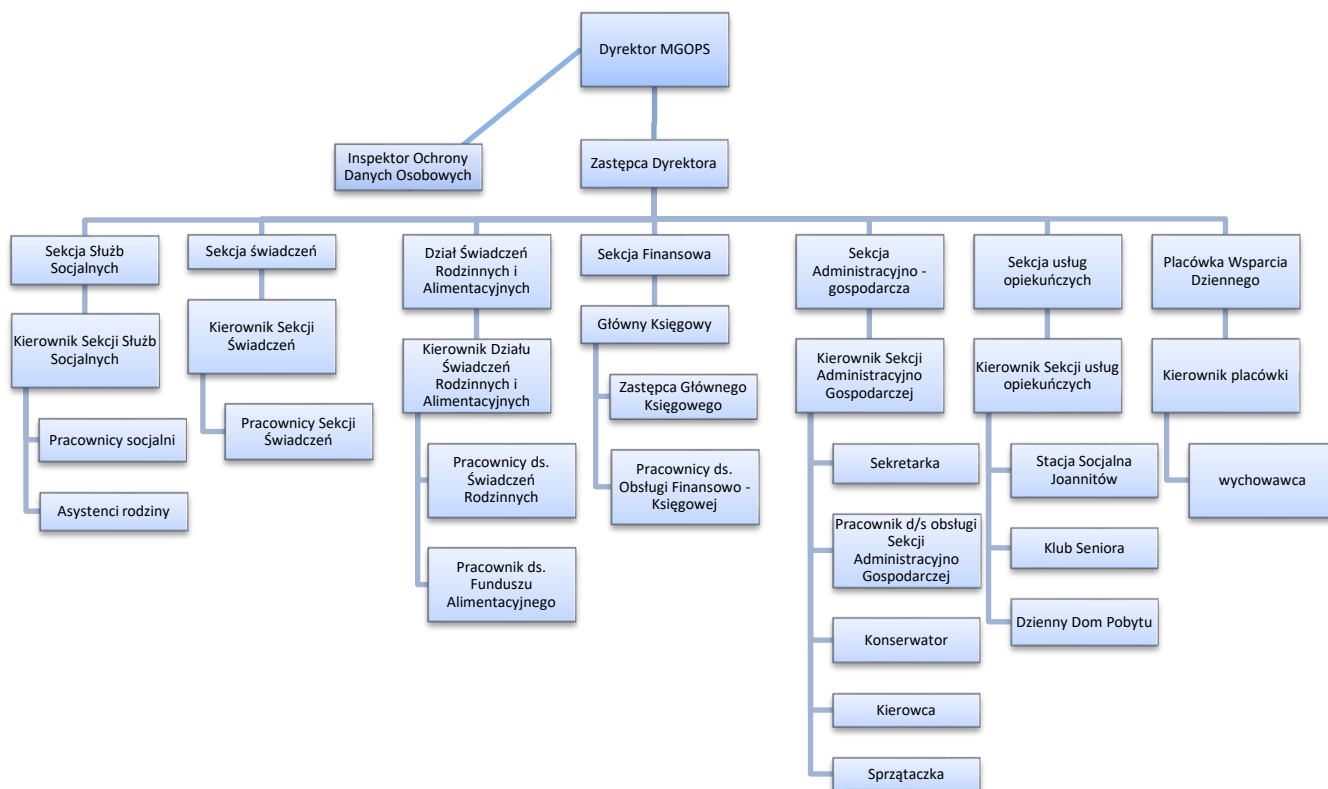 Dyrektor MGOPS
Inspektor Ochrony
Danych Osobowych
Zastępca Dyrektora
Sekcja Służb
Socjalnych
Kierownik Sekcji Służb
Socjalnych
Pracownicy socjalni
Asystenci rodziny
Sekcja świadczeń
Kierownik Sekcji
Świadczeń
Pracownicy Sekcji
Świadczeń
Dział Świadczeń
Rodzinnych i
Alimentacyjnych
Kierownik Działu
Świadczeń
Rodzinnych i
Alimentacyjnych
Pracownicy ds.
Świadczeń
Rodzinnych
Pracownik ds.
Funduszu
Alimentacyjnego
Sekcja Finansowa
Główny Księgowy
Zastępca Głównego
Księgowego
Pracownicy ds.
Obsługi Finansowo -
Księgowej
Sekcja
Administracyjno -
gospodarcza
Kierownik Sekcji
Administracyjno
Gospodarczej
Sekretarka
Pracownik d/s obsługi
Sekcji
Administracyjno
Gospodarczej
Konserwator
Kierowca
Sprzątaczka
Sekcja usług
opiekuńczych
Kierownik Sekcji usług
opiekuńczych
Stacja Socjalna
Joannitów
Klub Seniora
Dzienny Dom Pobytu
Placówka Wsparcia
Dziennego
Kierownik placówki
wychowawca